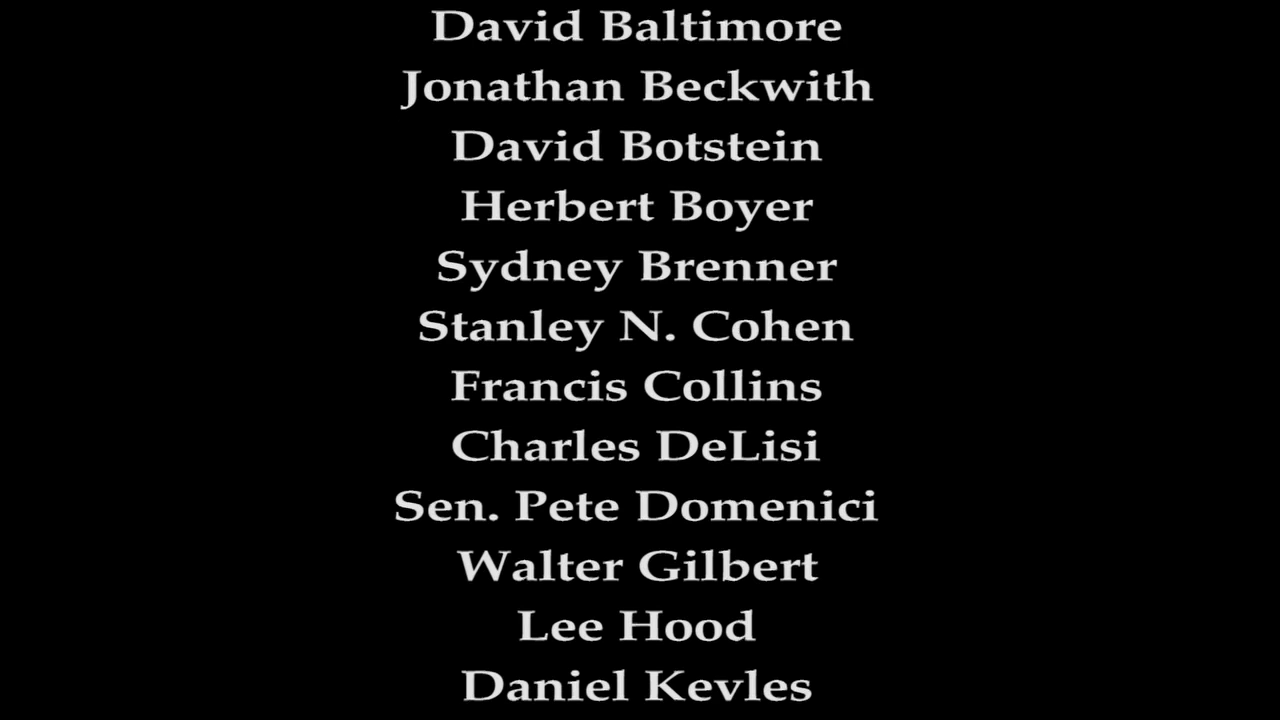 David Baltimore
Jonathan Beckwith
David Botstein
Herbert Boyer
Sydney Brenner
Stanley N. Cohen
Francis Collins
Charles DeLisi
Sen. Pete Domenici
Walter Gilbert
Lee Hood
Daniel Kevles